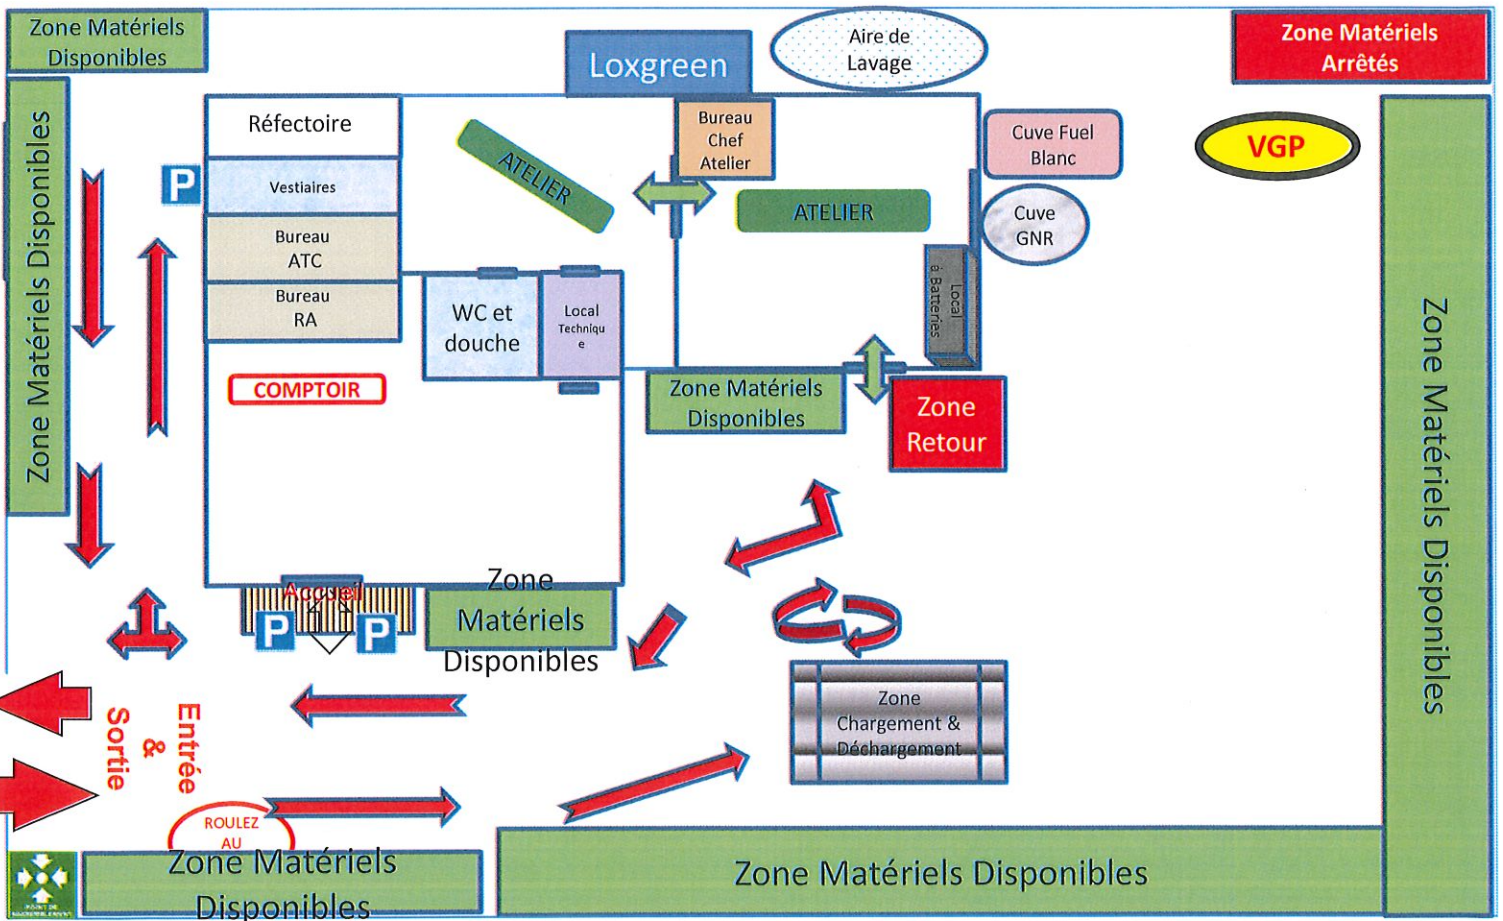 Zone Matériels
Disponibles
Loxgreen
Aire de
Lavage
Zone Matériels
Arrêtés
Zone Matériels Disponibles
Réfectoire
Vestiaires
Bureau
ATC
Bureau
RA
P
ATELIER
Bureau
Chef
Atelier
ATELIER
Cuve Fuel
Blanc
Cuve
GNR
VGP
Local
à Batteries
WC et
douche
Local
Techniqu
e
COMPTOIR
Zone Matériels
Disponibles
Zone
Retour
Zone Matériels Disponibles
Accueil
P
P
Zone
Matériels
Disponibles
Entrée
&
Sortie
Zone
Chargement &
Déchargement
ROULEZ
AU
Zone Matériels
Disponibles
Zone Matériels Disponibles
POINT DE
RASSEMBLEMENT